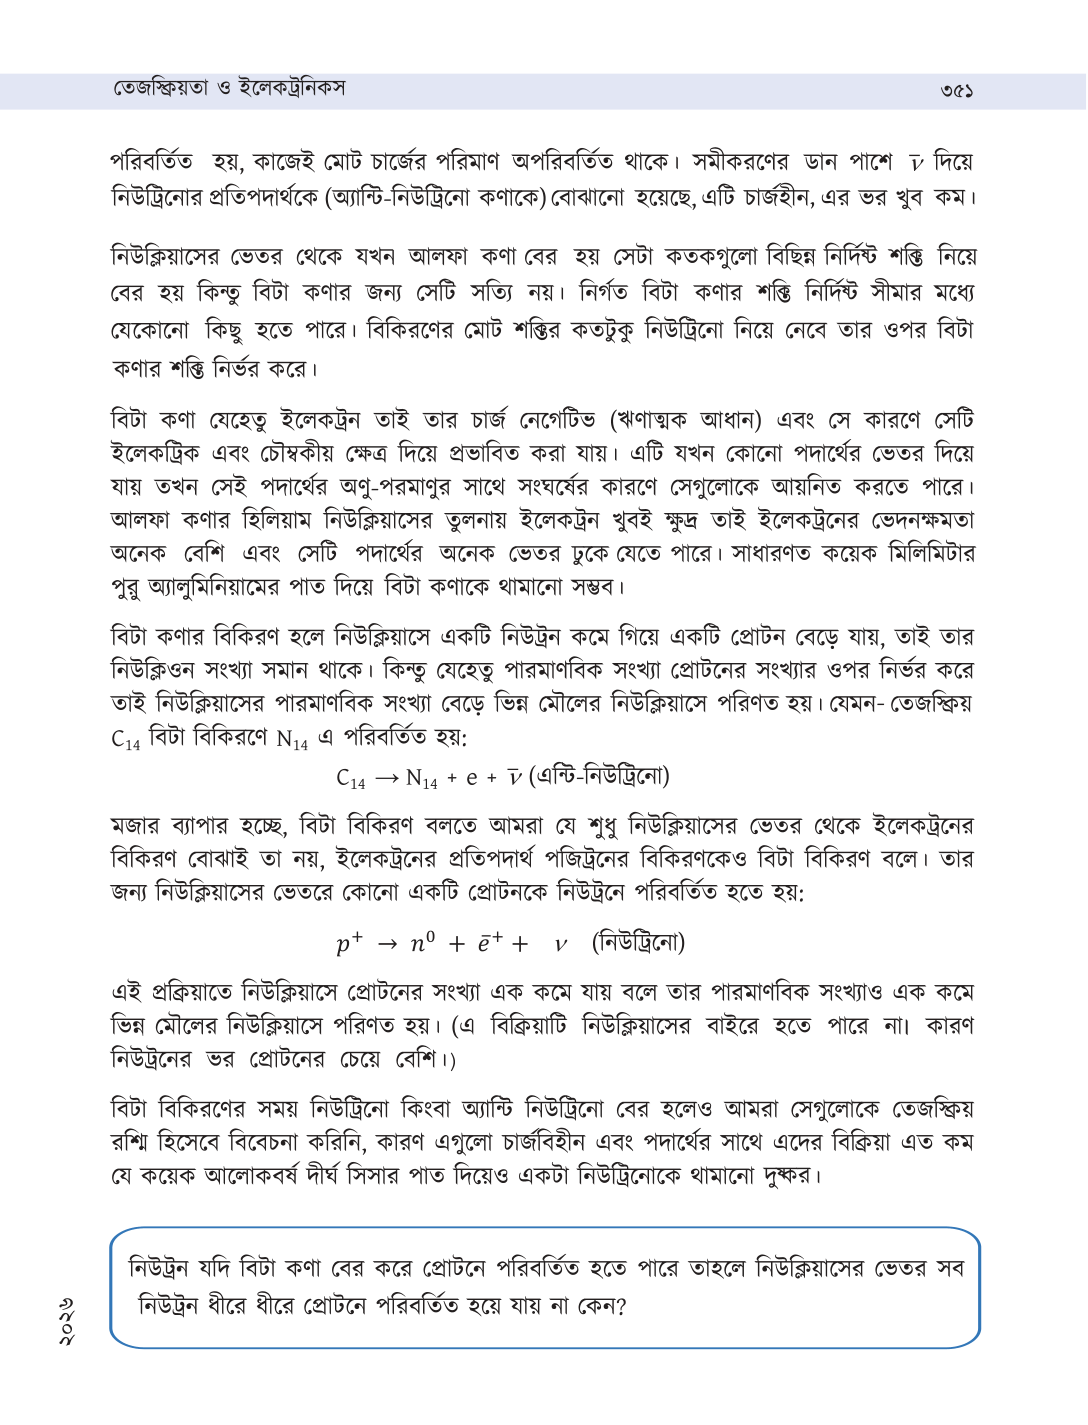 তেজস্ক্রিয়তা ও ইলেকট্রনিকস
৩৫১
পরিবর্তিত হয়, কাজেই মোট চার্জের পরিমাণ অপরিবর্তিত থাকে। সমীকরণের ডান পাশে ν̅ দিয়ে
নিউট্রিনোর প্রতিপদার্থকে (অ্যান্টি-নিউট্রিনো কণাকে) বোঝানো হয়েছে, এটি চার্জহীন, এর ভর খুব কম।
নিউক্লিয়াসের ভেতর থেকে যখন আলফা কণা বের হয় সেটা কতকগুলো বিছিন্ন নির্দিষ্ট শক্তি নিয়ে
বের হয় কিন্তু বিটা কণার জন্য সেটি সত্যি নয়। নির্গত বিটা কণার শক্তি নির্দিষ্ট সীমার মধ্যে
যেকোনো কিছু হতে পারে। বিকিরণের মোট শক্তির কতটুকু নিউট্রিনো নিয়ে নেবে তার ওপর বিটা
কণার শক্তি নির্ভর করে।
বিটা কণা যেহেতু ইলেকট্রন তাই তার চার্জ নেগেটিভ (ঋণাত্মক আধান) এবং সে কারণে সেটি
ইলেকট্রিক এবং চৌম্বকীয় ক্ষেত্র দিয়ে প্রভাবিত করা যায়। এটি যখন কোনো পদার্থের ভেতর দিয়ে
যায় তখন সেই পদার্থের অণু-পরমাণুর সাথে সংঘর্ষের কারণে সেগুলোকে আয়নিত করতে পারে।
আলফা কণার হিলিয়াম নিউক্লিয়াসের তুলনায় ইলেকট্রন খুবই ক্ষুদ্র তাই ইলেকট্রনের ভেদনক্ষমতা
অনেক বেশি এবং সেটি পদার্থের অনেক ভেতর ঢুকে যেতে পারে। সাধারণত কয়েক মিলিমিটার
পুরু অ্যালুমিনিয়ামের পাত দিয়ে বিটা কণাকে থামানো সম্ভব।
বিটা কণার বিকিরণ হলে নিউক্লিয়াসে একটি নিউট্রন কমে গিয়ে একটি প্রোটন বেড়ে যায়, তাই তার
নিউক্লিওন সংখ্যা সমান থাকে। কিন্তু যেহেতু পারমাণবিক সংখ্যা প্রোটনের সংখ্যার ওপর নির্ভর করে
তাই নিউক্লিয়াসের পারমাণবিক সংখ্যা বেড়ে ভিন্ন মৌলের নিউক্লিয়াসে পরিণত হয়। যেমন- তেজস্ক্রিয়
C₁₄ বিটা বিকিরণে N₁₄ এ পরিবর্তিত হয়:
C₁₄ → N₁₄ + e + ν̅ (এন্টি-নিউট্রিনো)
মজার ব্যাপার হচ্ছে, বিটা বিকিরণ বলতে আমরা যে শুধু নিউক্লিয়াসের ভেতর থেকে ইলেকট্রনের
বিকিরণ বোঝাই তা নয়, ইলেকট্রনের প্রতিপদার্থ পজিট্রনের বিকিরণকেও বিটা বিকিরণ বলে। তার
জন্য নিউক্লিয়াসের ভেতরে কোনো একটি প্রোটনকে নিউট্রনে পরিবর্তিত হতে হয়:
p⁺ → n⁰ + e̅⁺ + ν (নিউট্রিনো)
এই প্রক্রিয়াতে নিউক্লিয়াসে প্রোটনের সংখ্যা এক কমে যায় বলে তার পারমাণবিক সংখ্যাও এক কমে
ভিন্ন মৌলের নিউক্লিয়াসে পরিণত হয়। (এ বিক্রিয়াটি নিউক্লিয়াসের বাইরে হতে পারে না। কারণ
নিউট্রনের ভর প্রোটনের চেয়ে বেশি।)
বিটা বিকিরণের সময় নিউট্রিনো কিংবা অ্যান্টি নিউট্রিনো বের হলেও আমরা সেগুলোকে তেজস্ক্রিয়
রশ্মি হিসেবে বিবেচনা করিনি, কারণ এগুলো চার্জবিহীন এবং পদার্থের সাথে এদের বিক্রিয়া এত কম
যে কয়েক আলোকবর্ষ দীর্ঘ সিসার পাত দিয়েও একটা নিউট্রিনোকে থামানো দুষ্কর।
নিউট্রন যদি বিটা কণা বের করে প্রোটনে পরিবর্তিত হতে পারে তাহলে নিউক্লিয়াসের ভেতর সব
নিউট্রন ধীরে ধীরে প্রোটনে পরিবর্তিত হয়ে যায় না কেন?
২০২৬